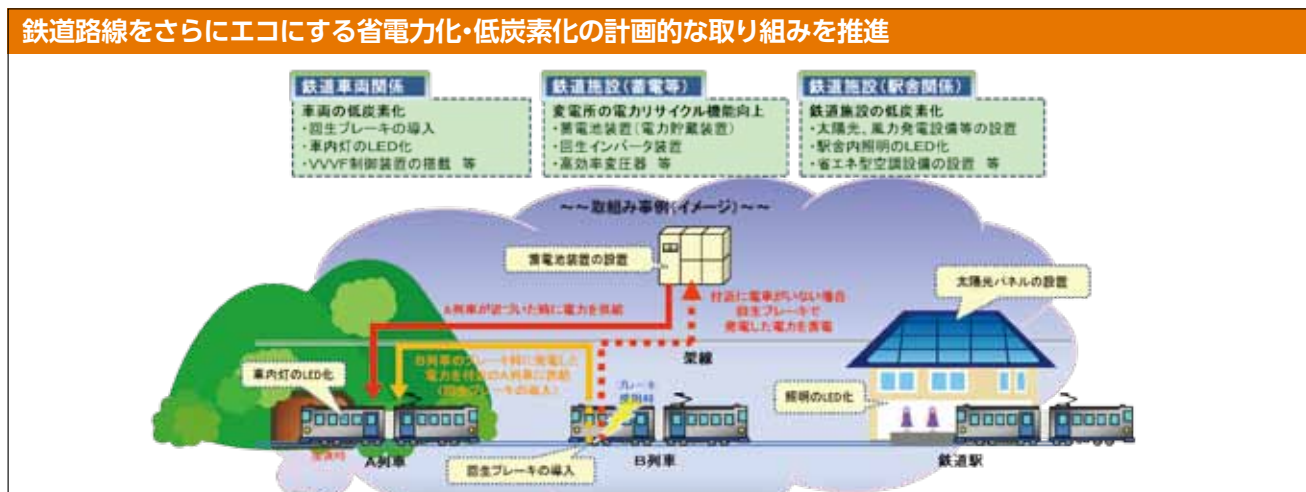 鉄道路線をさらにエコにする省電力化・低炭素化の計画的な取り組みを推進
鉄道車両関係
車両の低炭素化
・回生ブレーキの導入
・車内灯のLED化
・VVVF制御装置の搭載 等
鉄道施設(蓄電等)
変電所の電力リサイクル機能向上
・蓄電池装置(電力貯蔵装置)
・回生インバータ装置
・高効率変圧器 等
鉄道施設(駅舎関係)
鉄道施設の低炭素化
・太陽光、風力発電設備等の設置
・駅舎内照明のLED化
・省エネ型空調設備の設置 等
~~取組み事例(イメージ)~~
蓄電池装置の設置
太陽光パネルの設置
A列車が近づいた時に電力を供給
付近に電車がいない場合
回生ブレーキで
発電した電力を蓄電
架線
B列車のブレーキ時に発電した
電力を付近のA列車に供給
(回生ブレーキの導入)
車内灯のLED化
ブレーキ
使用時
照明のLED化
A列車
回生ブレーキの導入
B列車
鉄道駅